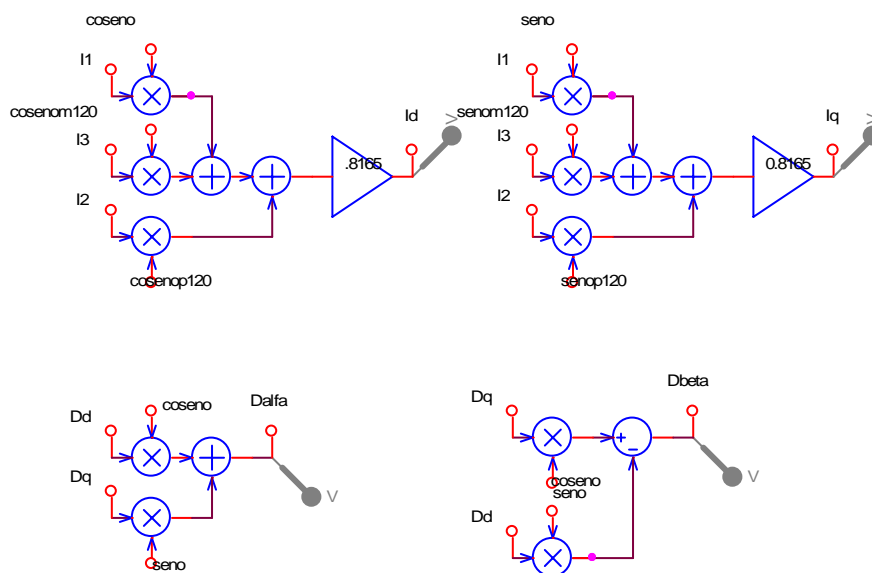 coseno
seno
I1
I1
cosenom120
Id
V
senom120
Iq
V
I3
I3
.8165
0.8165
I2
I2
cosenop120
senop120
Dbeta
Dd
coseno
Dalfa
Dq
+
-
Dq
V
V
coseno
seno
Dd
seno